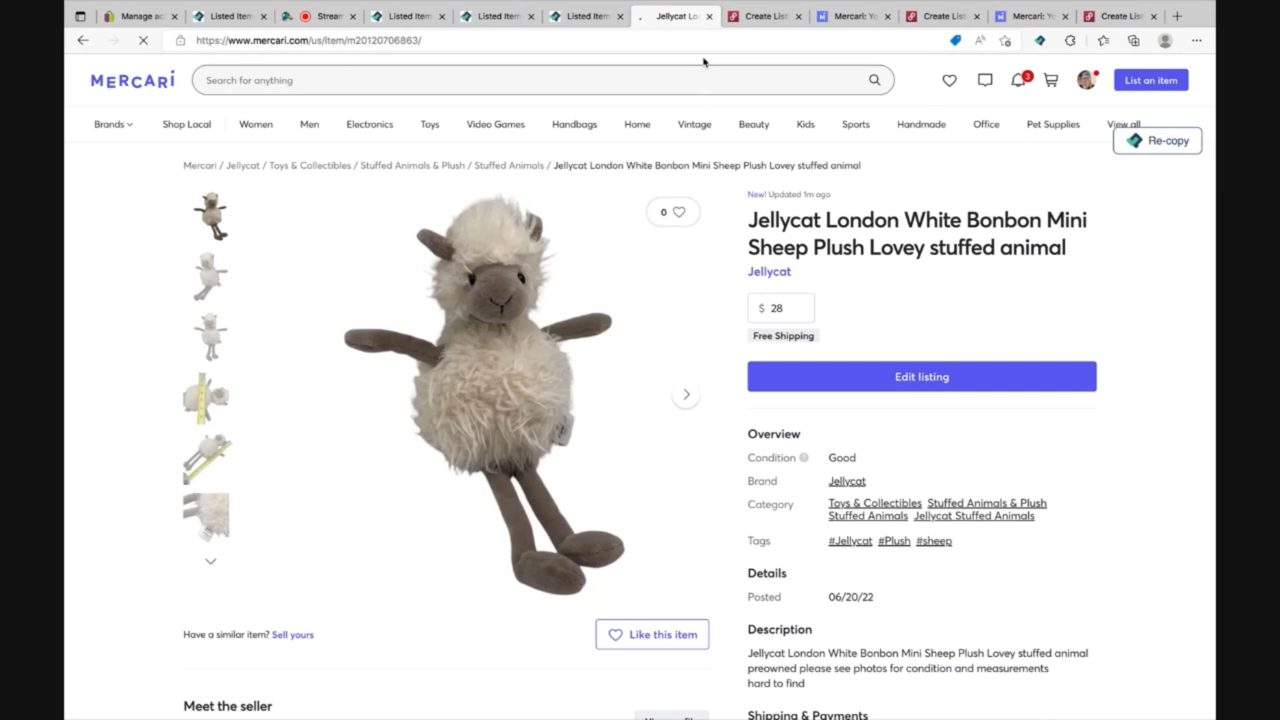 Manage ac
Listed Item
Stream
Listed Item
Listed Item
Listed Item
Jellycat Lo
Create Listi
Mercari: Yo
Create Listi
Mercari: Yo
Create List
https://www.mercari.com/us/item/m20120706863/
MERCARI
Search for anything
3
List an item
Brands
Shop Local
Women
Men
Electronics
Toys
Video Games
Handbags
Home
Vintage
Beauty
Kids
Sports
Handmade
Office
Pet Supplies
View all
Re-copy
Mercari / Jellycat / Toys & Collectibles / Stuffed Animals & Plush / Stuffed Animals / Jellycat London White Bonbon Mini Sheep Plush Lovey stuffed animal
0
New! Updated 1m ago
Jellycat London White Bonbon Mini
Sheep Plush Lovey stuffed animal
Jellycat
$ 28
Free Shipping
Edit listing
Overview
Condition Good
Brand Jellycat
Category Toys & Collectibles Stuffed Animals & Plush
Stuffed Animals Jellycat Stuffed Animals
Tags #Jellycat #Plush #sheep
Details
Posted 06/20/22
Description
Jellycat London White Bonbon Mini Sheep Plush Lovey stuffed animal
preowned please see photos for condition and measurements
hard to find
Shipping & Payments
Have a similar item? Sell yours
Like this item
Meet the seller